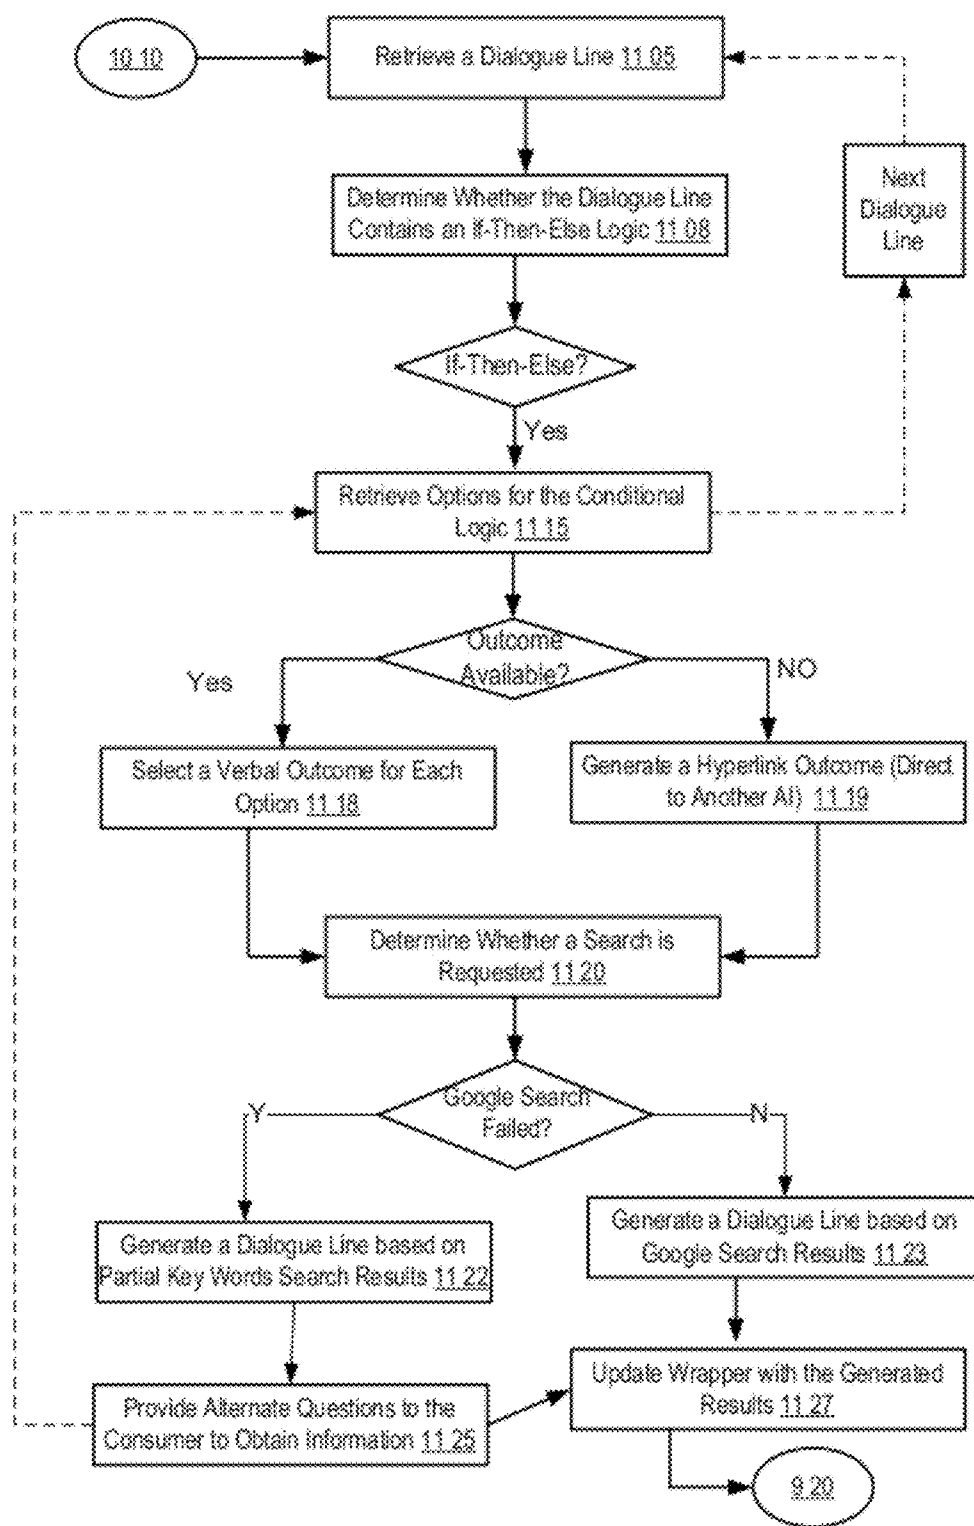 10.10
Retrieve a Dialogue Line 11.05
Determine Whether the Dialogue Line
Contains an If-Then-Else Logic 11.08
Next
Dialogue
Line
If-Then-Else?
Yes
Retrieve Options for the Conditional
Logic 11.15
Outcome
Available?
Yes
NO
Select a Verbal Outcome for Each
Option 11.18
Generate a Hyperlink Outcome (Direct
to Another AI) 11.19
Determine Whether a Search is
Requested 11.20
Google Search
Failed?
Y
N
Generate a Dialogue Line based on
Partial Key Words Search Results 11.22
Generate a Dialogue Line based on
Google Search Results 11.23
Provide Alternate Questions to the
Consumer to Obtain Information 11.25
Update Wrapper with the Generated
Results 11.27
9.20